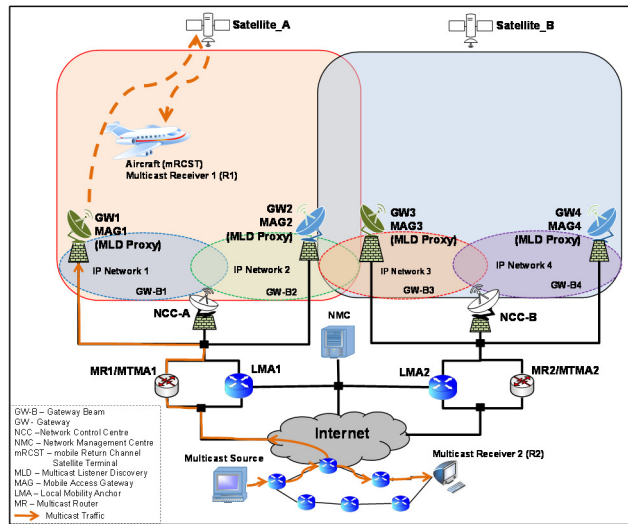 Satellite_A
Satellite_B
Aircraft (mRCST)
Multicast Receiver 1 (R1)
GW1
MAG1
(MLD Proxy)
GW2
MAG2
(MLD Proxy)
GW3
MAG3
(MLD Proxy)
GW4
MAG4
(MLD Proxy)
IP Network 1
IP Network 2
IP Network 3
IP Network 4
GW-B1
GW-B2
GW-B3
GW-B4
NCC-A
NMC
NCC-B
MR1/MTMA1
LMA1
LMA2
MR2/MTMA2
Internet
Multicast Source
Multicast Receiver 2 (R2)
GW-B – Gateway Beam
GW - Gateway
NCC –Network Control Centre
NMC – Network Management Centre
mRCST – mobile Return Channel
Satellite Terminal
MLD – Multicast Listener Discovery
MAG – Mobile Access Gateway
LMA – Local Mobility Anchor
MR – Multicast Router
Multicast Traffic